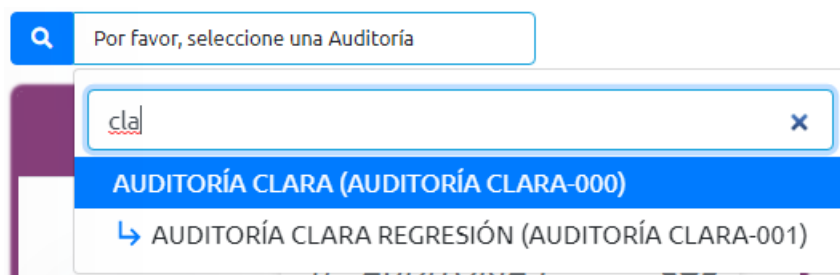 Por favor, seleccione una Auditoría
cla
AUDITORÍA CLARA (AUDITORÍA CLARA-000)
AUDITORÍA CLARA REGRESIÓN (AUDITORÍA CLARA-001)